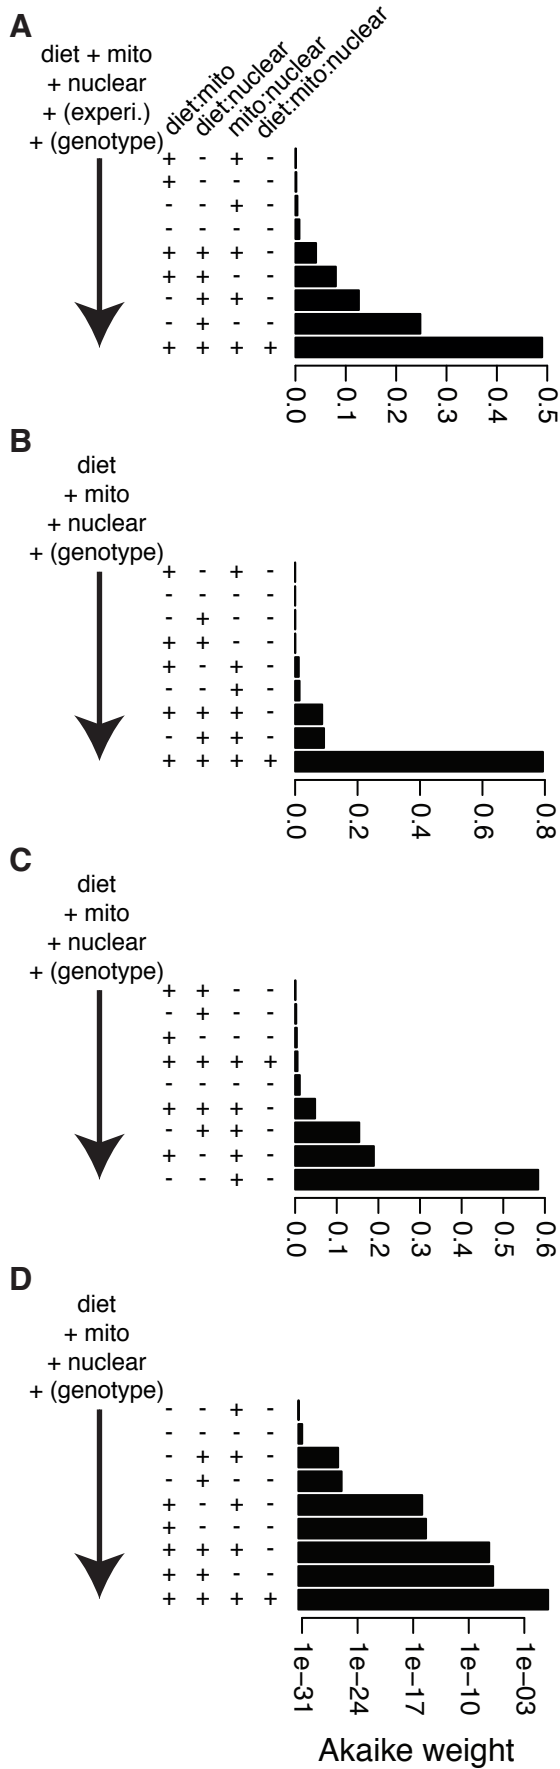 A
diet + mito
+ nuclear
+ (experi.)
+ (genotype)
diet:mito
diet:nuclear
mito:nuclear
diet:mito:nuclear
+ - + -
+ - - -
- - + -
- - - -
+ + + -
+ + - -
- + + -
- + - -
+ + + +
0.0 0.1 0.2 0.3 0.4 0.5
B
diet
+ mito
+ nuclear
+ (genotype)
+ - + -
- - - -
- + - -
+ + - -
+ - + -
- - + -
+ + + -
- + + -
+ + + +
0.0 0.2 0.4 0.6 0.8
C
diet
+ mito
+ nuclear
+ (genotype)
+ + - -
- + - -
+ - - -
+ + + +
- - - -
+ + + -
- + + -
+ - + -
- - + -
0.0 0.1 0.2 0.3 0.4 0.5 0.6
D
diet
+ mito
+ nuclear
+ (genotype)
- - + -
- - - -
- + + -
- + - -
+ - + -
+ - - -
+ + + -
+ + - -
+ + + +
1e-31 1e-24 1e-17 1e-10 1e-03
Akaike weight